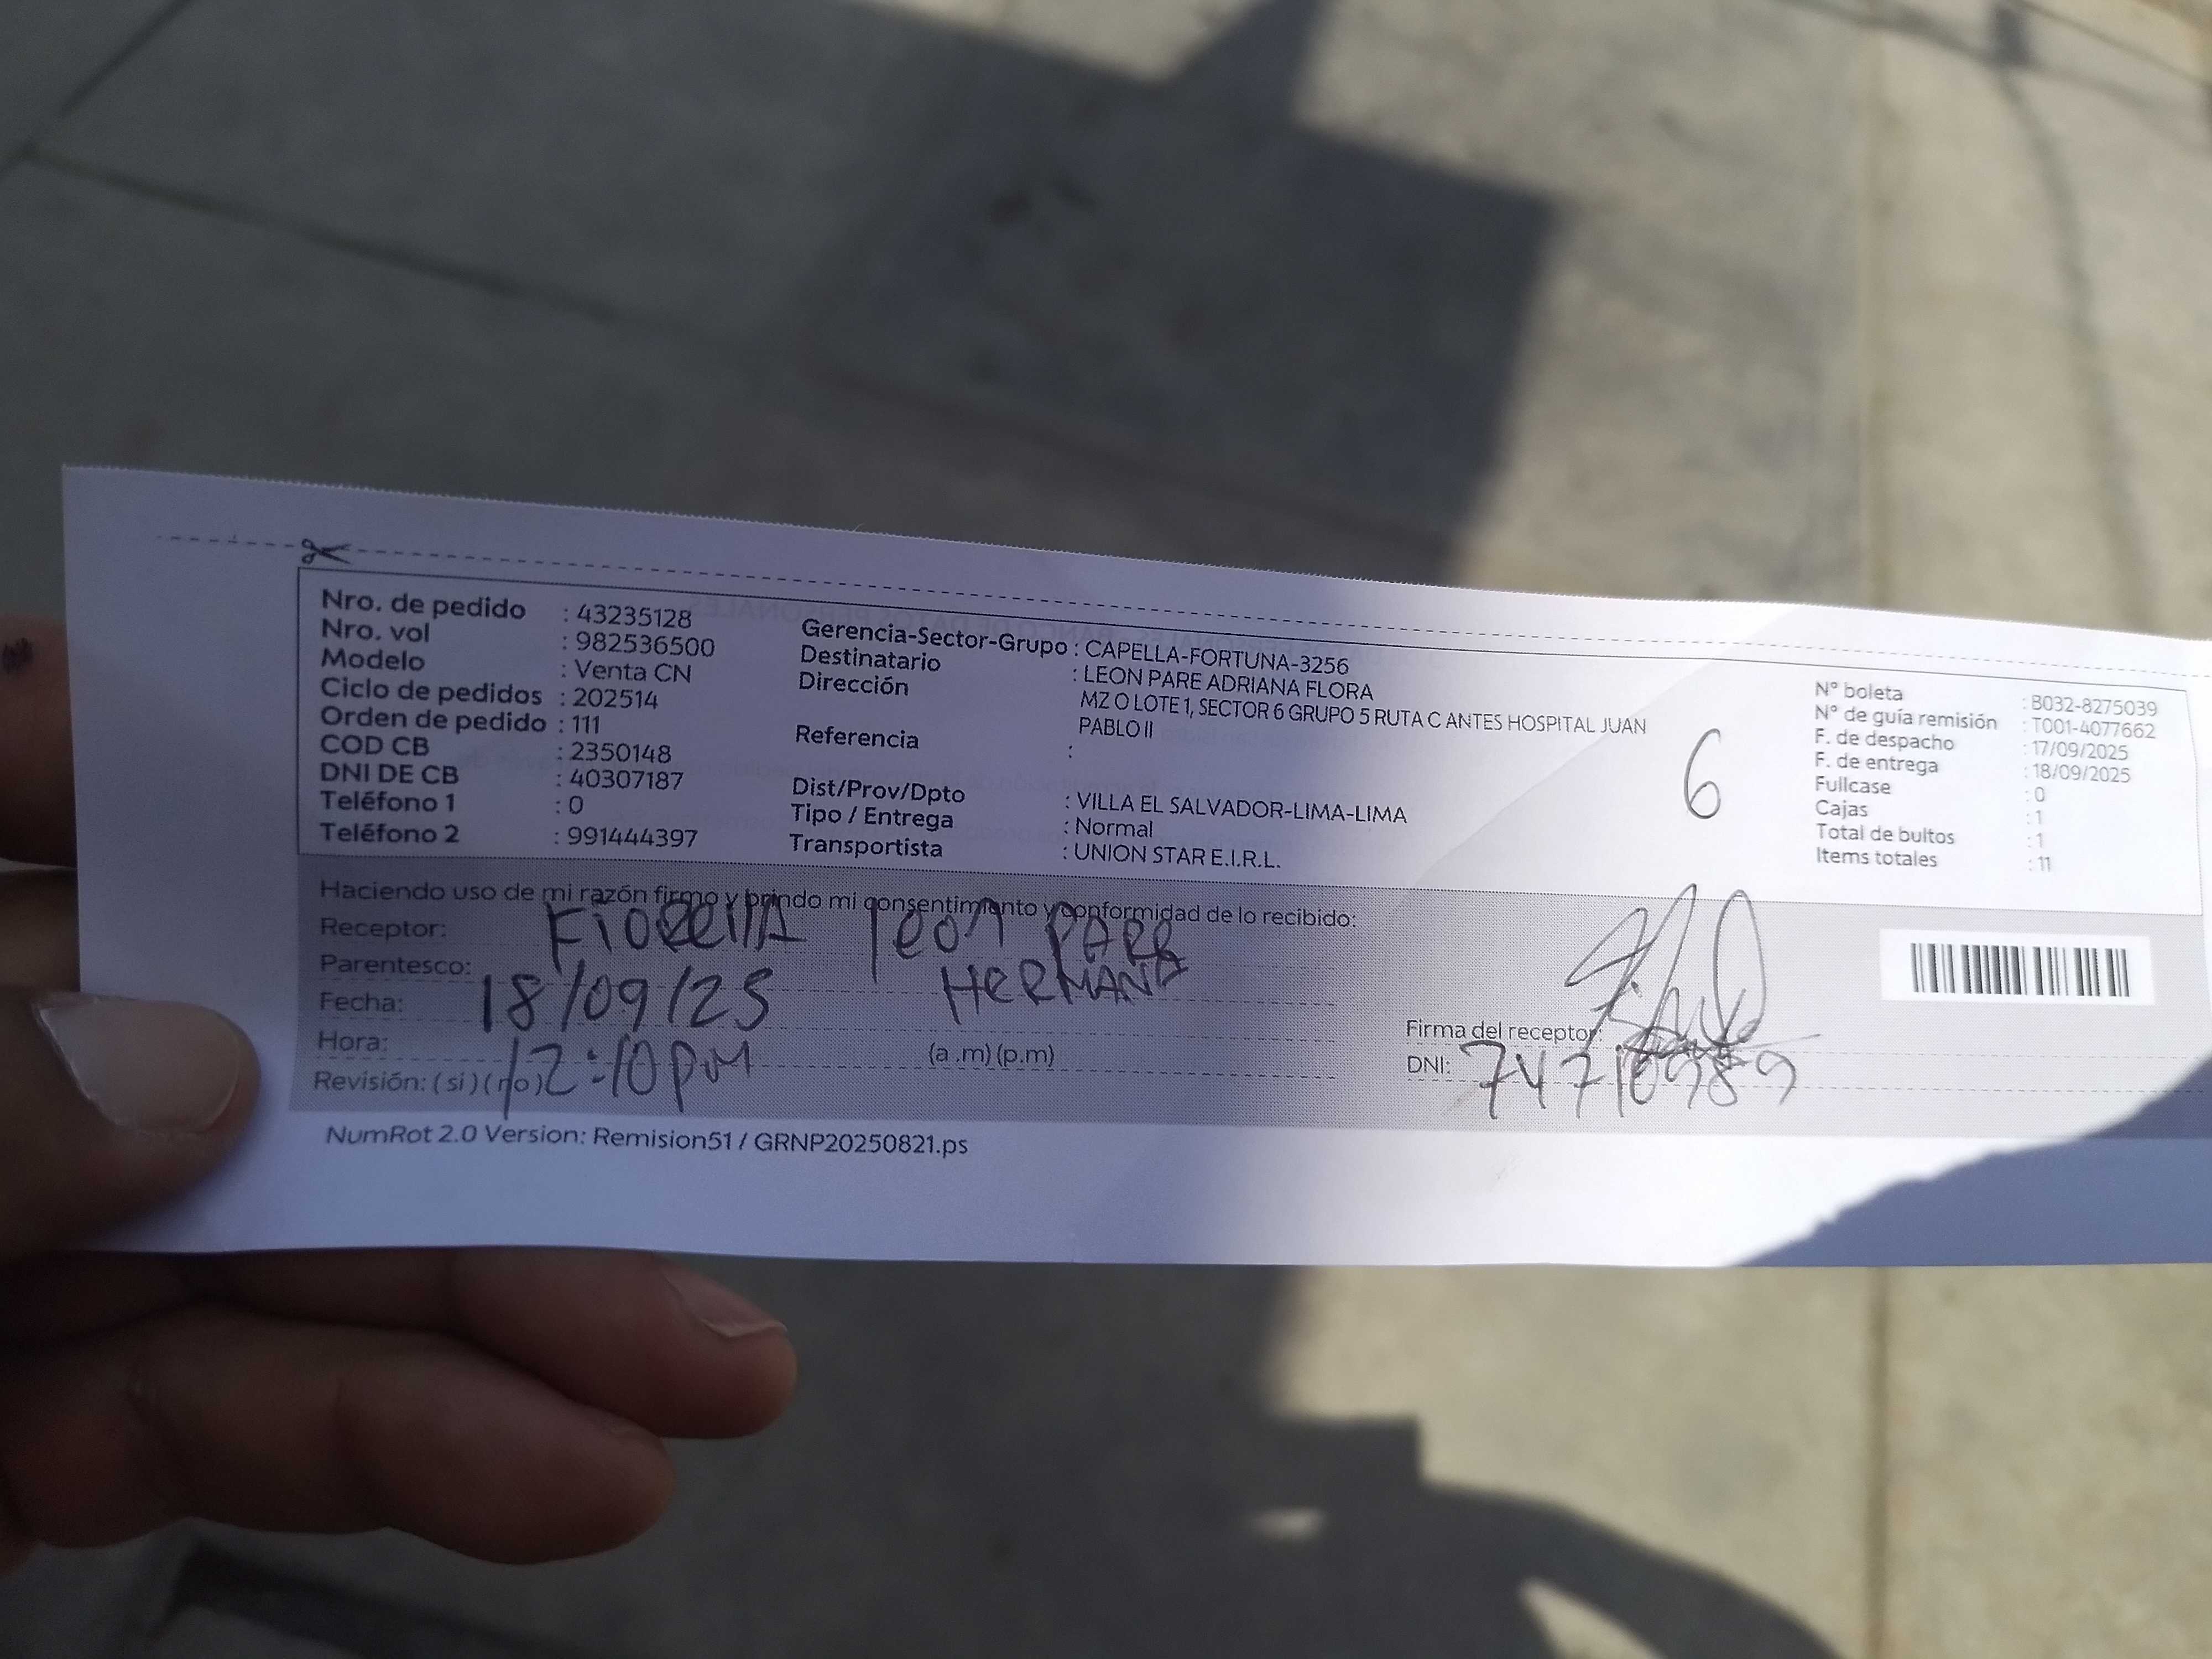 Nro. de pedido : 43235128
Nro. vol : 982536500
Modelo : Venta CN
Ciclo de pedidos : 202514
Orden de pedido : 111
COD CB : 2350148
DNI DE CB : 40307187
Teléfono 1 : 0
Teléfono 2 : 991444397
Gerencia-Sector-Grupo : CAPELLA-FORTUNA-3256
Destinatario : LEON PARE ADRIANA FLORA
Dirección : MZ O LOTE 1, SECTOR 6 GRUPO 5 RUTA C ANTES HOSPITAL JUAN
PABLO II
Referencia :
Dist/Prov/Dpto : VILLA EL SALVADOR-LIMA-LIMA
Tipo / Entrega : Normal
Transportista : UNION STAR E.I.R.L.
6
N° boleta : B032-8275039
N° de guía remisión : T001-4077662
F. de despacho : 17/09/2025
F. de entrega : 18/09/2025
Fullcase : 0
Cajas : 1
Total de bultos : 1
Items totales : 11
Haciendo uso de mi razón firmo y brindo mi consentimiento y conformidad de lo recibido:
Receptor: FiORellA leon PARE
Parentesco: HeRMANA
Fecha: 18/09/25
Hora: 12:10 pm (a .m) (p.m)
Revisión: ( si ) ( no )
Firma del receptor:
DNI: 74710989
NumRot 2.0 Version: Remision51 / GRNP20250821.ps